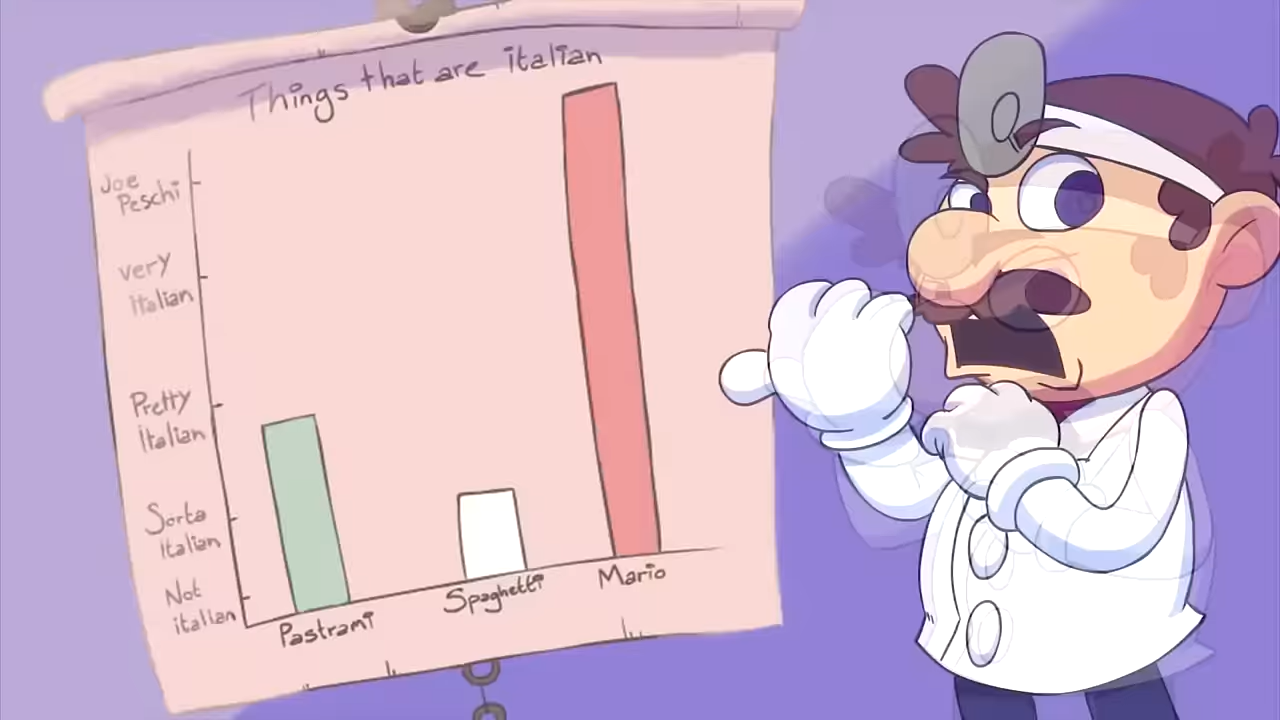 Things that are italian
Joe
Peschi
very
italian
Pretty
italian
Sorta
italian
Not
italian
Pastrami
Spaghetti
Mario